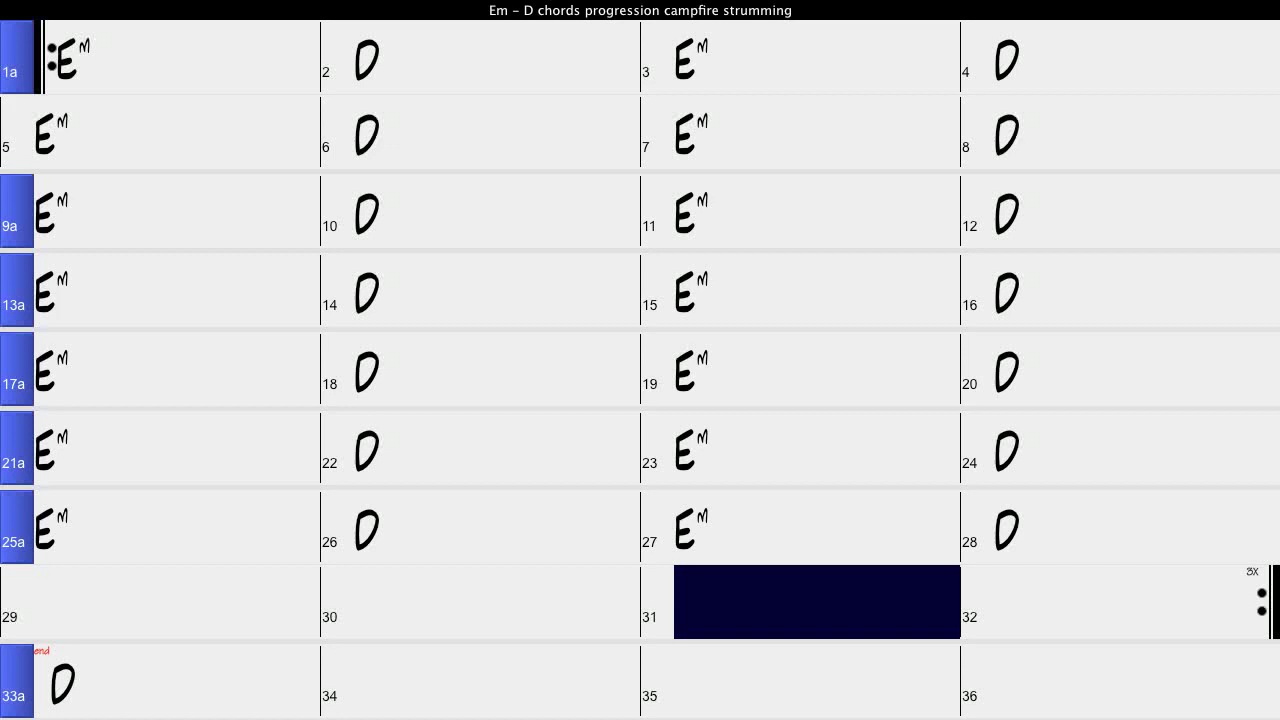 Em - D chords progression campfire strumming
1a EM 2 D 3 EM 4 D
5 EM 6 D 7 EM 8 D
9a EM 10 D 11 EM 12 D
13a EM 14 D 15 EM 16 D
17a EM 18 D 19 EM 20 D
21a EM 22 D 23 EM 24 D
25a EM 26 D 27 EM 28 D
29 30 31 32 3X
end
33a D 34 35 36